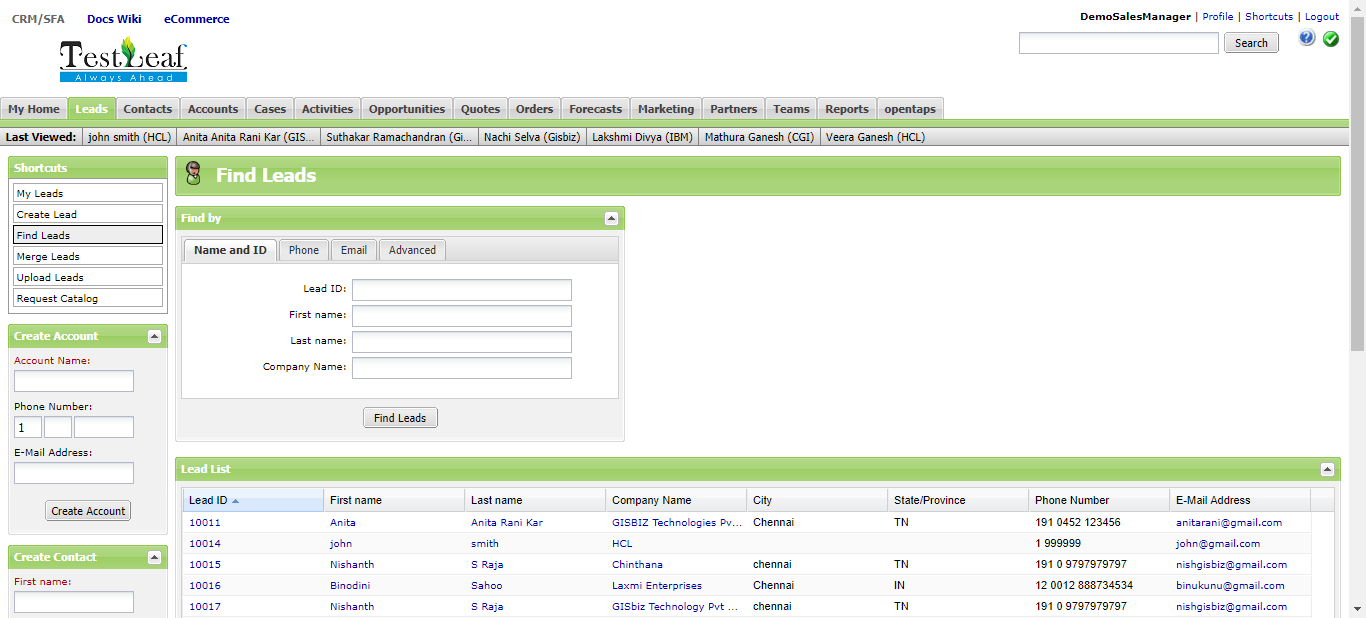 CRM/SFA Docs Wiki eCommerce
DemoSalesManager | Profile | Shortcuts | Logout
Search
TestLeaf
Always Ahead
My Home Leads Contacts Accounts Cases Activities Opportunities Quotes Orders Forecasts Marketing Partners Teams Reports opentaps
Last Viewed: john smith (HCL) Anita Anita Rani Kar (GIS... Suthakar Ramachandran (Gi... Nachi Selva (Gisbiz) Lakshmi Divya (IBM) Mathura Ganesh (CGI) Veera Ganesh (HCL)
Shortcuts
My Leads
Create Lead
Find Leads
Merge Leads
Upload Leads
Request Catalog
Create Account
Account Name:
Phone Number:
1
E-Mail Address:
Create Account
Create Contact
First name:
Find Leads
Find by
Name and ID Phone Email Advanced
Lead ID:
First name:
Last name:
Company Name:
Find Leads
Lead List
Lead ID First name Last name Company Name City State/Province Phone Number E-Mail Address
10011 Anita Anita Rani Kar GISBIZ Technologies Pv... Chennai TN 191 0452 123456 anitarani@gmail.com
10014 john smith HCL 1 999999 john@gmail.com
10015 Nishanth S Raja Chinthana chennai TN 191 0 9797979797 nishgisbiz@gmail.com
10016 Binodini Sahoo Laxmi Enterprises Chennai IN 12 0012 888734534 binukunu@gmail.com
10017 Nishanth S Raja GISbiz Technology Pvt ... chennai TN 191 0 9797979797 nishgisbiz@gmail.com